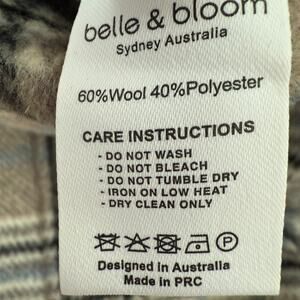 belle & bloom
Sydney Australia
60%Wool 40%Polyester
CARE INSTRUCTIONS
- DO NOT WASH
- DO NOT BLEACH
- DO NOT TUMBLE DRY
- IRON ON LOW HEAT
- DRY CLEAN ONLY
P
Designed in Australia
Made in PRC